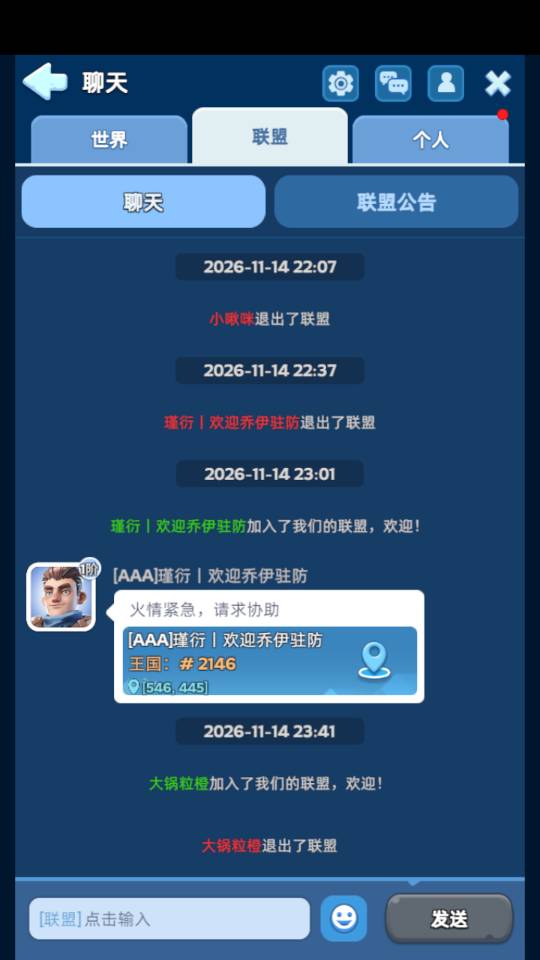 聊天
世界
联盟
个人
聊天
联盟公告
2026-11-14 22:07
小瞅咪退出了联盟
2026-11-14 22:37
瑾衍丨欢迎乔伊驻防退出了联盟
2026-11-14 23:01
瑾衍丨欢迎乔伊驻防加入了我们的联盟，欢迎！
1阶
[AAA]瑾衍丨欢迎乔伊驻防
火情紧急，请求协助
[AAA]瑾衍丨欢迎乔伊驻防
王国：# 2146
[546, 445]
2026-11-14 23:41
大锅粒橙加入了我们的联盟，欢迎！
大锅粒橙退出了联盟
[联盟]点击输入
发送